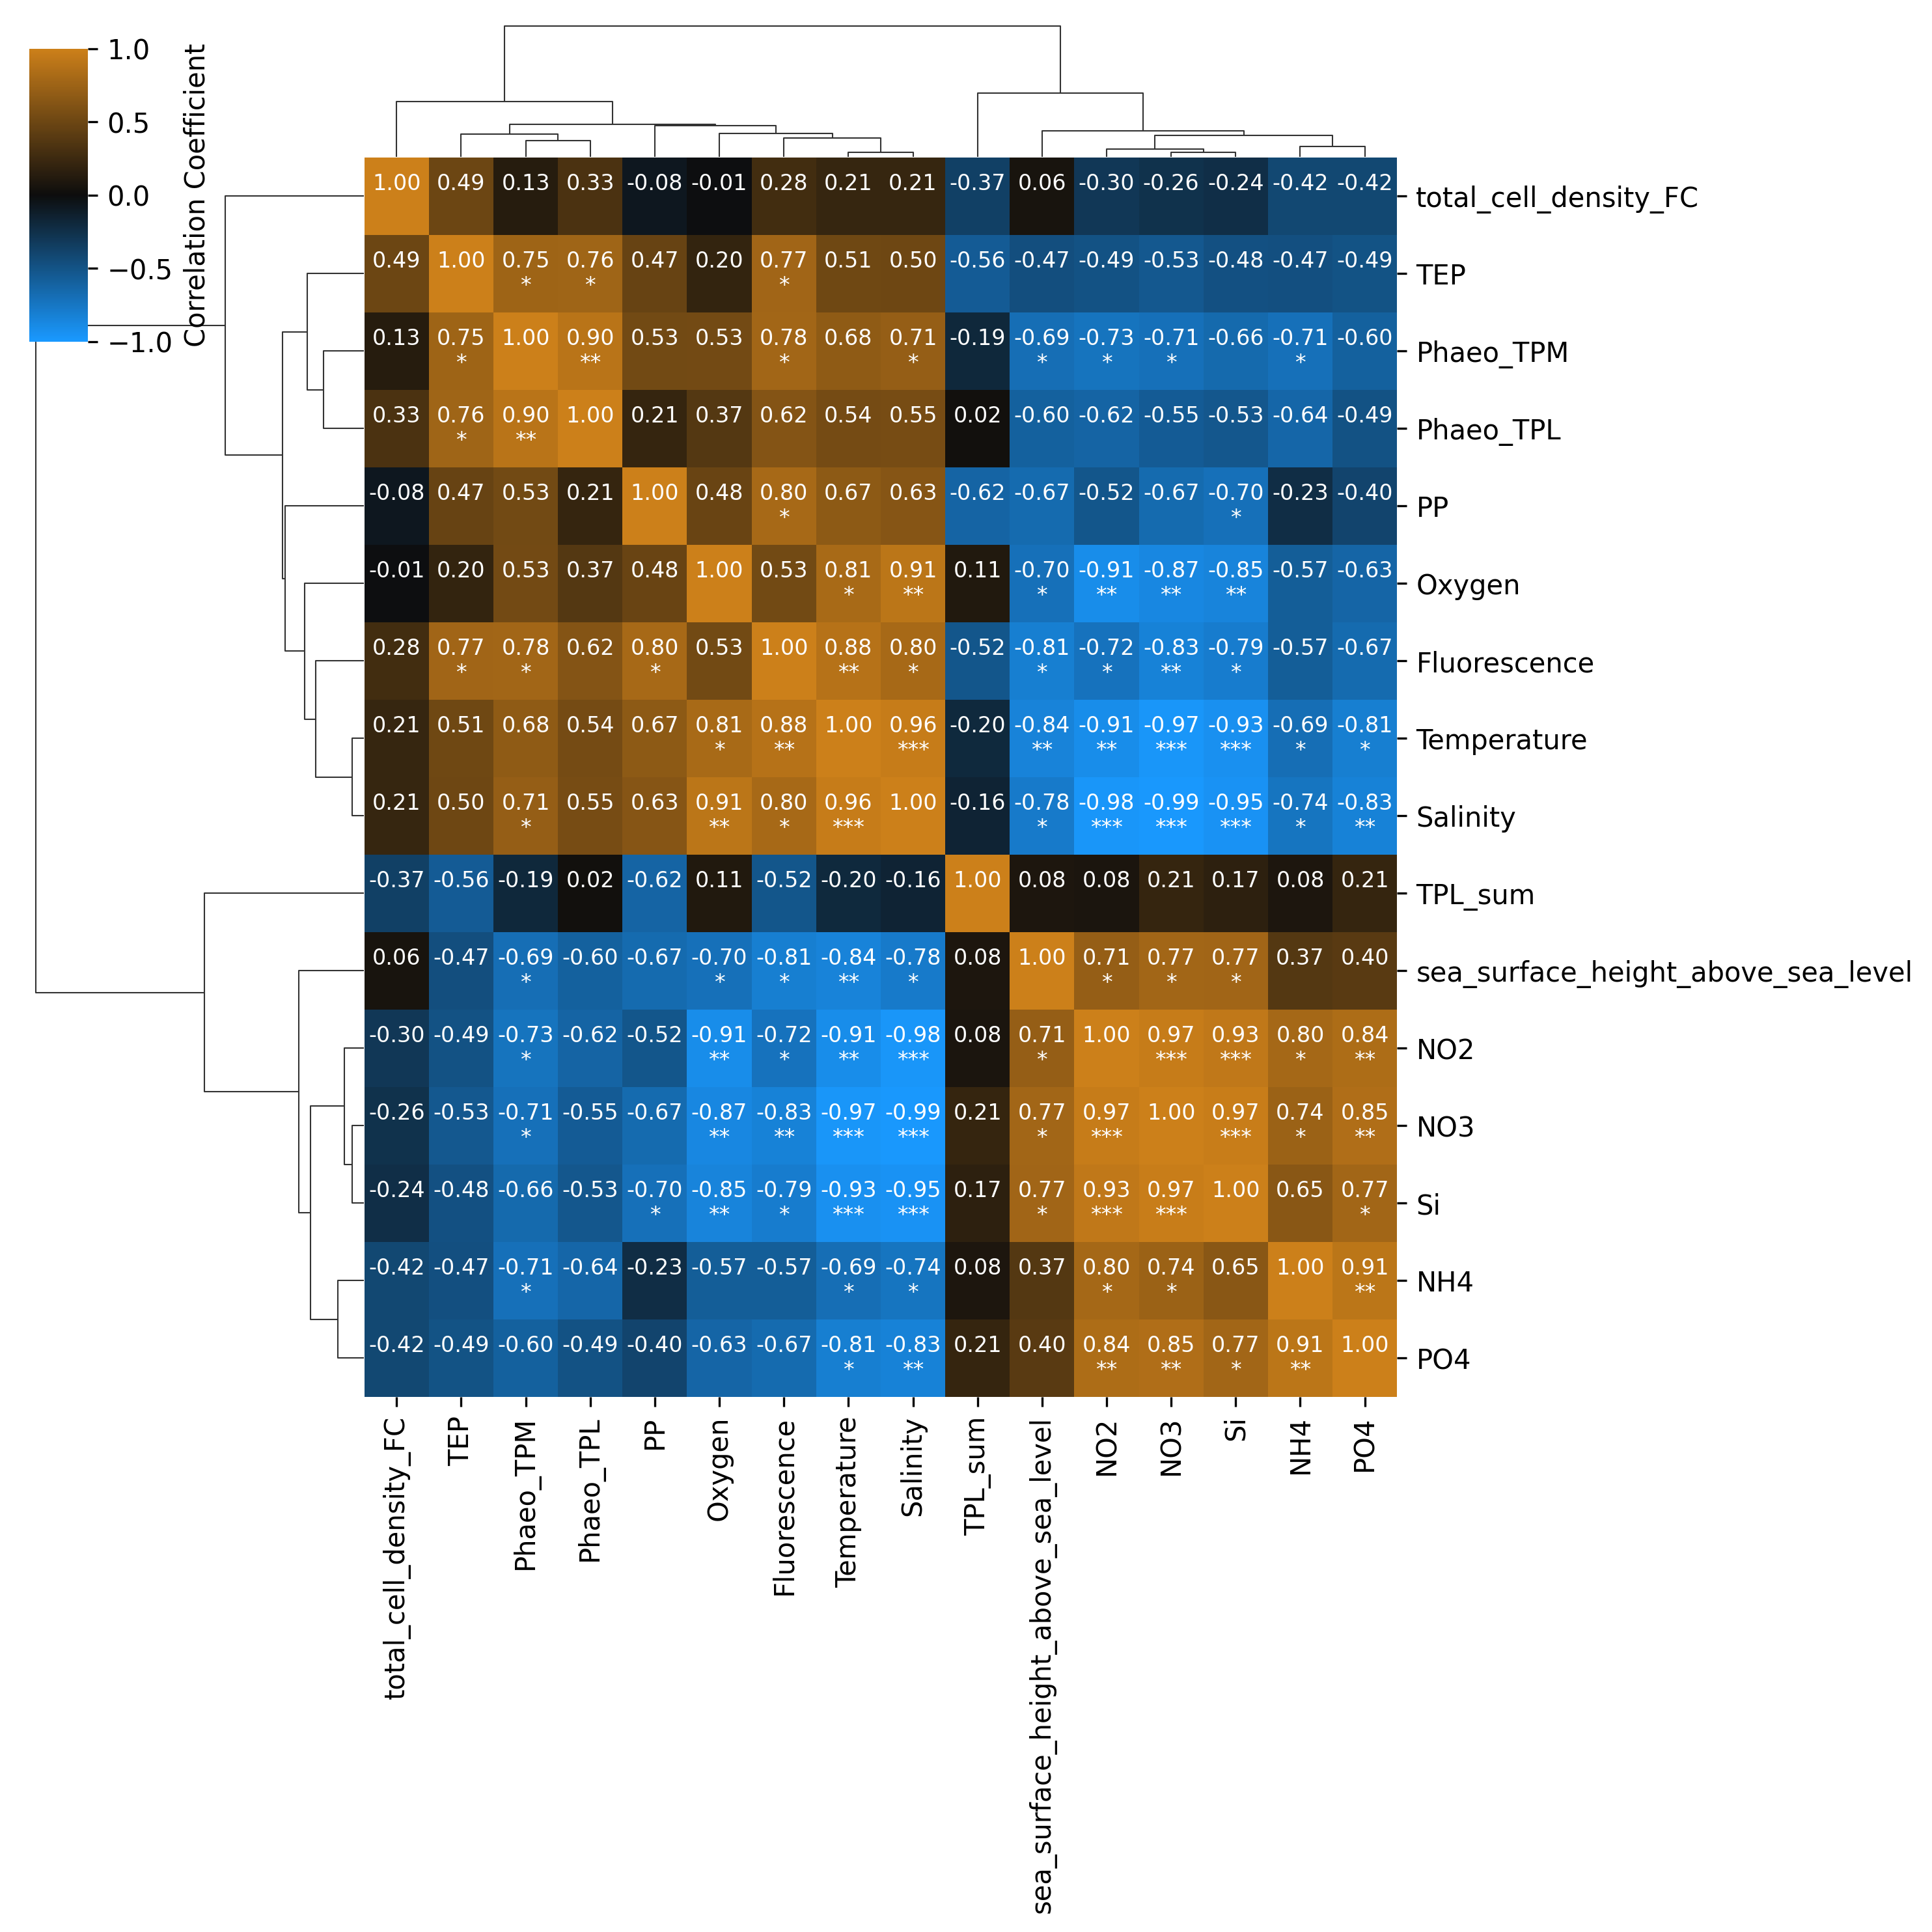 1.0
0.5
0.0
−0.5
−1.0
Correlation Coefficient
1.00 0.49 0.13 0.33 -0.08 -0.01 0.28 0.21 0.21 -0.37 0.06 -0.30 -0.26 -0.24 -0.42 -0.42 total_cell_density_FC
0.49 1.00 0.75 0.76 0.47 0.20 0.77 0.51 0.50 -0.56 -0.47 -0.49 -0.53 -0.48 -0.47 -0.49 TEP
* * *
0.13 0.75 1.00 0.90 0.53 0.53 0.78 0.68 0.71 -0.19 -0.69 -0.73 -0.71 -0.66 -0.71 -0.60 Phaeo_TPM
* ** * * * * * *
0.33 0.76 0.90 1.00 0.21 0.37 0.62 0.54 0.55 0.02 -0.60 -0.62 -0.55 -0.53 -0.64 -0.49 Phaeo_TPL
* **
-0.08 0.47 0.53 0.21 1.00 0.48 0.80 0.67 0.63 -0.62 -0.67 -0.52 -0.67 -0.70 -0.23 -0.40 PP
* *
-0.01 0.20 0.53 0.37 0.48 1.00 0.53 0.81 0.91 0.11 -0.70 -0.91 -0.87 -0.85 -0.57 -0.63 Oxygen
* ** * ** ** **
0.28 0.77 0.78 0.62 0.80 0.53 1.00 0.88 0.80 -0.52 -0.81 -0.72 -0.83 -0.79 -0.57 -0.67 Fluorescence
* * * ** * * * ** *
0.21 0.51 0.68 0.54 0.67 0.81 0.88 1.00 0.96 -0.20 -0.84 -0.91 -0.97 -0.93 -0.69 -0.81 Temperature
* ** *** ** ** *** *** * *
0.21 0.50 0.71 0.55 0.63 0.91 0.80 0.96 1.00 -0.16 -0.78 -0.98 -0.99 -0.95 -0.74 -0.83 Salinity
* ** * *** * *** *** *** * **
-0.37 -0.56 -0.19 0.02 -0.62 0.11 -0.52 -0.20 -0.16 1.00 0.08 0.08 0.21 0.17 0.08 0.21 TPL_sum
0.06 -0.47 -0.69 -0.60 -0.67 -0.70 -0.81 -0.84 -0.78 0.08 1.00 0.71 0.77 0.77 0.37 0.40 sea_surface_height_above_sea_level
* * * ** * * * *
-0.30 -0.49 -0.73 -0.62 -0.52 -0.91 -0.72 -0.91 -0.98 0.08 0.71 1.00 0.97 0.93 0.80 0.84 NO2
* ** * ** *** * *** *** * **
-0.26 -0.53 -0.71 -0.55 -0.67 -0.87 -0.83 -0.97 -0.99 0.21 0.77 0.97 1.00 0.97 0.74 0.85 NO3
* ** ** *** *** * *** *** * **
-0.24 -0.48 -0.66 -0.53 -0.70 -0.85 -0.79 -0.93 -0.95 0.17 0.77 0.93 0.97 1.00 0.65 0.77 Si
* ** * *** *** * *** *** *
-0.42 -0.47 -0.71 -0.64 -0.23 -0.57 -0.57 -0.69 -0.74 0.08 0.37 0.80 0.74 0.65 1.00 0.91 NH4
* * * * * **
-0.42 -0.49 -0.60 -0.49 -0.40 -0.63 -0.67 -0.81 -0.83 0.21 0.40 0.84 0.85 0.77 0.91 1.00 PO4
* ** ** ** * **
total_cell_density_FC
TEP
Phaeo_TPM
Phaeo_TPL
PP
Oxygen
Fluorescence
Temperature
Salinity
TPL_sum
sea_surface_height_above_sea_level
NO2
NO3
Si
NH4
PO4